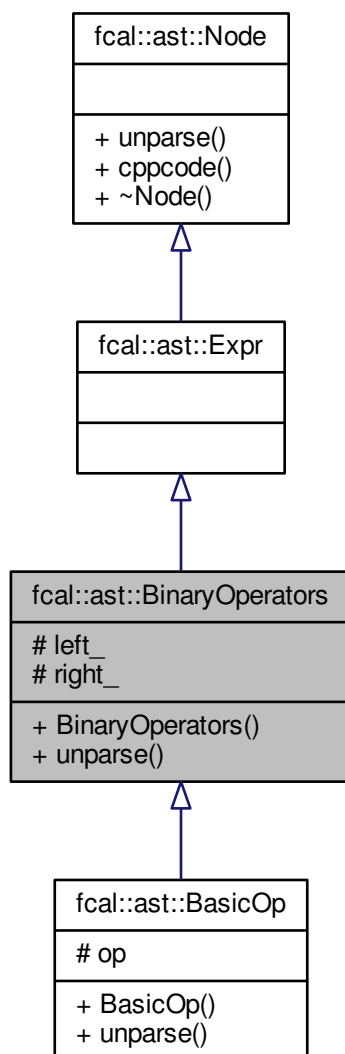 fcal::ast::Node
+ unparse()
+ cppcode()
+ ~Node()
fcal::ast::Expr
fcal::ast::BinaryOperators
# left_
# right_
+ BinaryOperators()
+ unparse()
fcal::ast::BasicOp
# op
+ BasicOp()
+ unparse()